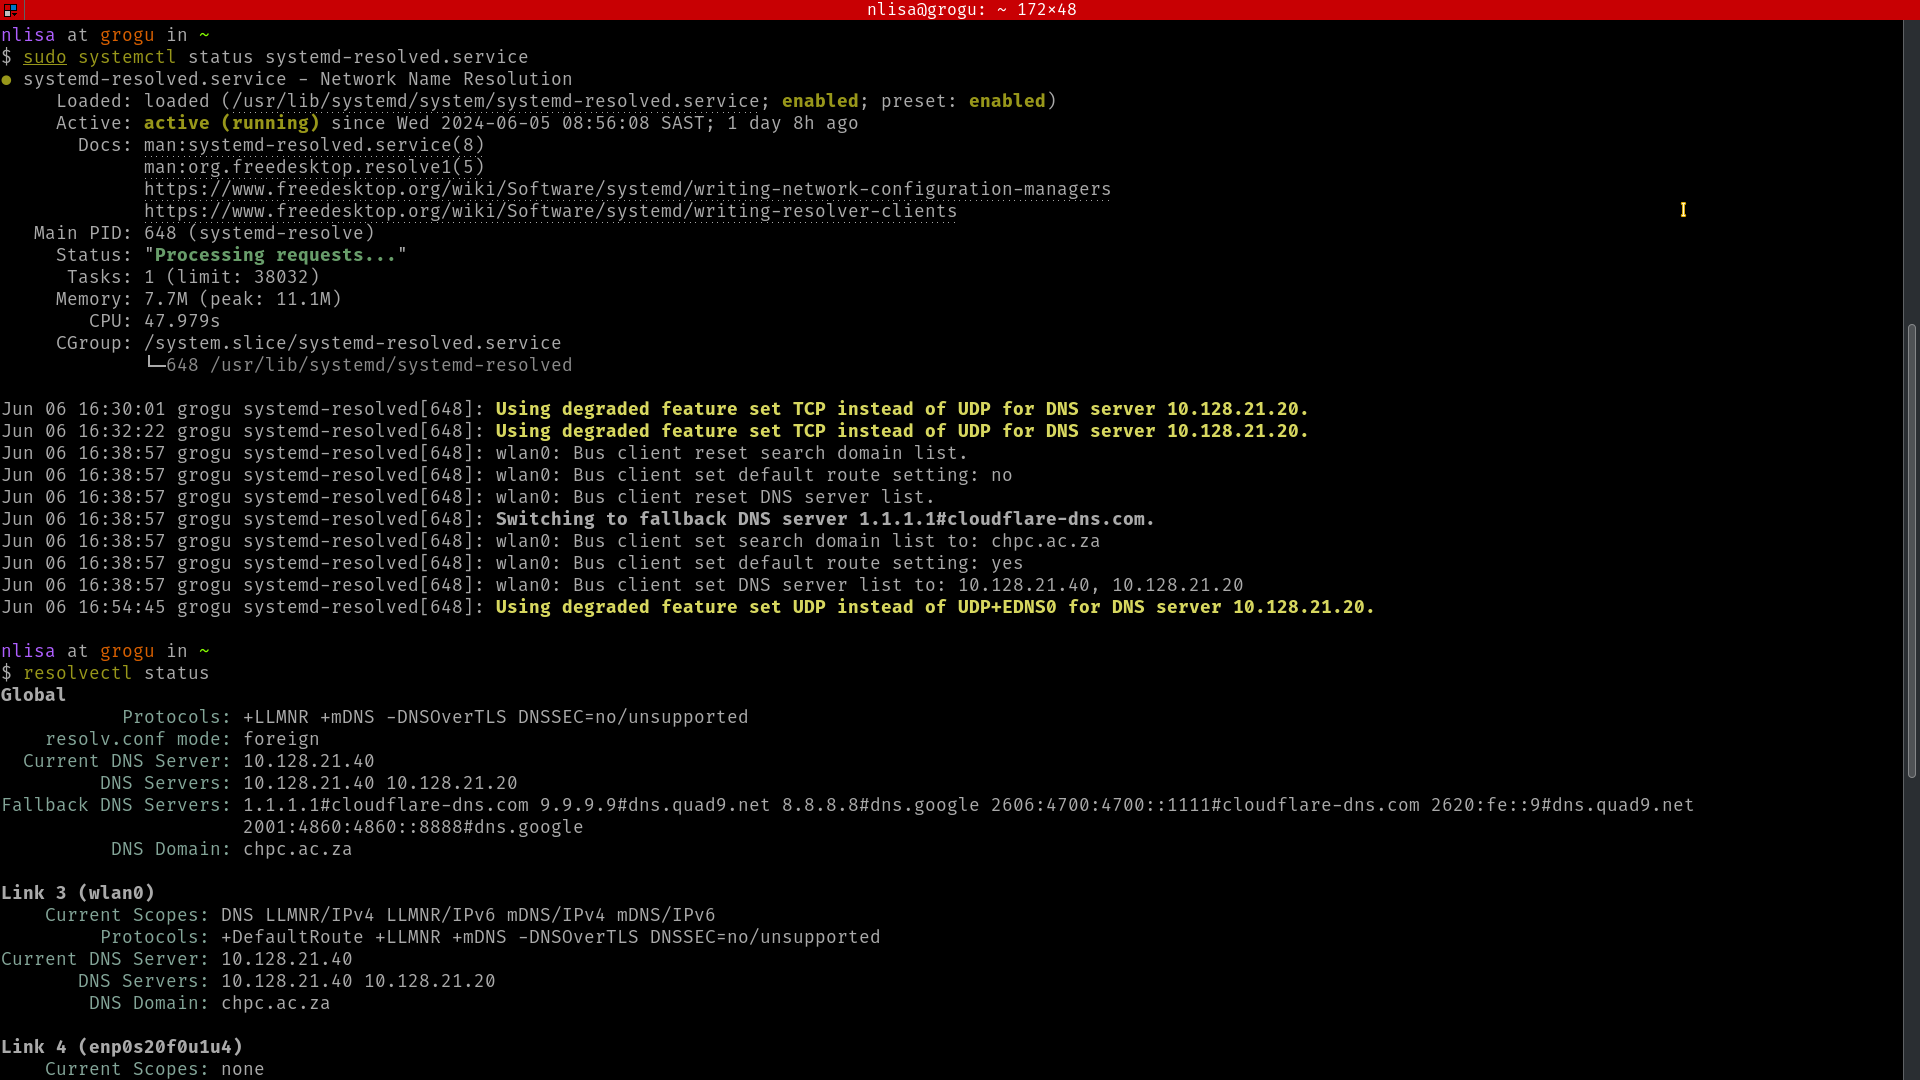 nlisa@grogu: ~ 172×48
nlisa at grogu in ~
$ sudo systemctl status systemd-resolved.service
● systemd-resolved.service - Network Name Resolution
     Loaded: loaded (/usr/lib/systemd/system/systemd-resolved.service; enabled; preset: enabled)
     Active: active (running) since Wed 2024-06-05 08:56:08 SAST; 1 day 8h ago
       Docs: man:systemd-resolved.service(8)
             man:org.freedesktop.resolve1(5)
             https://www.freedesktop.org/wiki/Software/systemd/writing-network-configuration-managers
             https://www.freedesktop.org/wiki/Software/systemd/writing-resolver-clients
   Main PID: 648 (systemd-resolve)
     Status: "Processing requests..."
      Tasks: 1 (limit: 38032)
     Memory: 7.7M (peak: 11.1M)
        CPU: 47.979s
     CGroup: /system.slice/systemd-resolved.service
             └─648 /usr/lib/systemd/systemd-resolved
Jun 06 16:30:01 grogu systemd-resolved[648]: Using degraded feature set TCP instead of UDP for DNS server 10.128.21.20.
Jun 06 16:32:22 grogu systemd-resolved[648]: Using degraded feature set TCP instead of UDP for DNS server 10.128.21.20.
Jun 06 16:38:57 grogu systemd-resolved[648]: wlan0: Bus client reset search domain list.
Jun 06 16:38:57 grogu systemd-resolved[648]: wlan0: Bus client set default route setting: no
Jun 06 16:38:57 grogu systemd-resolved[648]: wlan0: Bus client reset DNS server list.
Jun 06 16:38:57 grogu systemd-resolved[648]: Switching to fallback DNS server 1.1.1.1#cloudflare-dns.com.
Jun 06 16:38:57 grogu systemd-resolved[648]: wlan0: Bus client set search domain list to: chpc.ac.za
Jun 06 16:38:57 grogu systemd-resolved[648]: wlan0: Bus client set default route setting: yes
Jun 06 16:38:57 grogu systemd-resolved[648]: wlan0: Bus client set DNS server list to: 10.128.21.40, 10.128.21.20
Jun 06 16:54:45 grogu systemd-resolved[648]: Using degraded feature set UDP instead of UDP+EDNS0 for DNS server 10.128.21.20.
nlisa at grogu in ~
$ resolvectl status
Global
           Protocols: +LLMNR +mDNS -DNSOverTLS DNSSEC=no/unsupported
    resolv.conf mode: foreign
  Current DNS Server: 10.128.21.40
         DNS Servers: 10.128.21.40 10.128.21.20
Fallback DNS Servers: 1.1.1.1#cloudflare-dns.com 9.9.9.9#dns.quad9.net 8.8.8.8#dns.google 2606:4700:4700::1111#cloudflare-dns.com 2620:fe::9#dns.quad9.net
                      2001:4860:4860::8888#dns.google
          DNS Domain: chpc.ac.za
Link 3 (wlan0)
    Current Scopes: DNS LLMNR/IPv4 LLMNR/IPv6 mDNS/IPv4 mDNS/IPv6
         Protocols: +DefaultRoute +LLMNR +mDNS -DNSOverTLS DNSSEC=no/unsupported
Current DNS Server: 10.128.21.40
       DNS Servers: 10.128.21.40 10.128.21.20
        DNS Domain: chpc.ac.za
Link 4 (enp0s20f0u1u4)
    Current Scopes: none